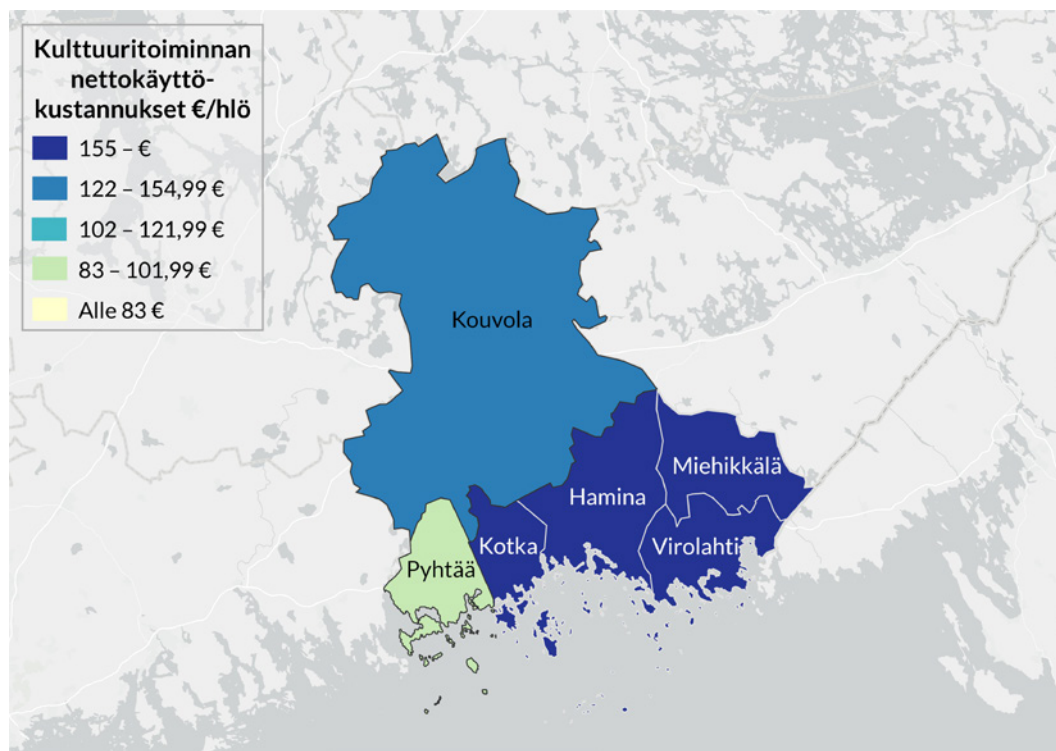 Kulttuuritoiminnan
nettokäyttö-
kustannukset €/hlö
155 – €
122 – 154,99 €
102 – 121,99 €
83 – 101,99 €
Alle 83 €
Kouvola
Miehikkälä
Hamina
Kotka
Virolahti
Pyhtää